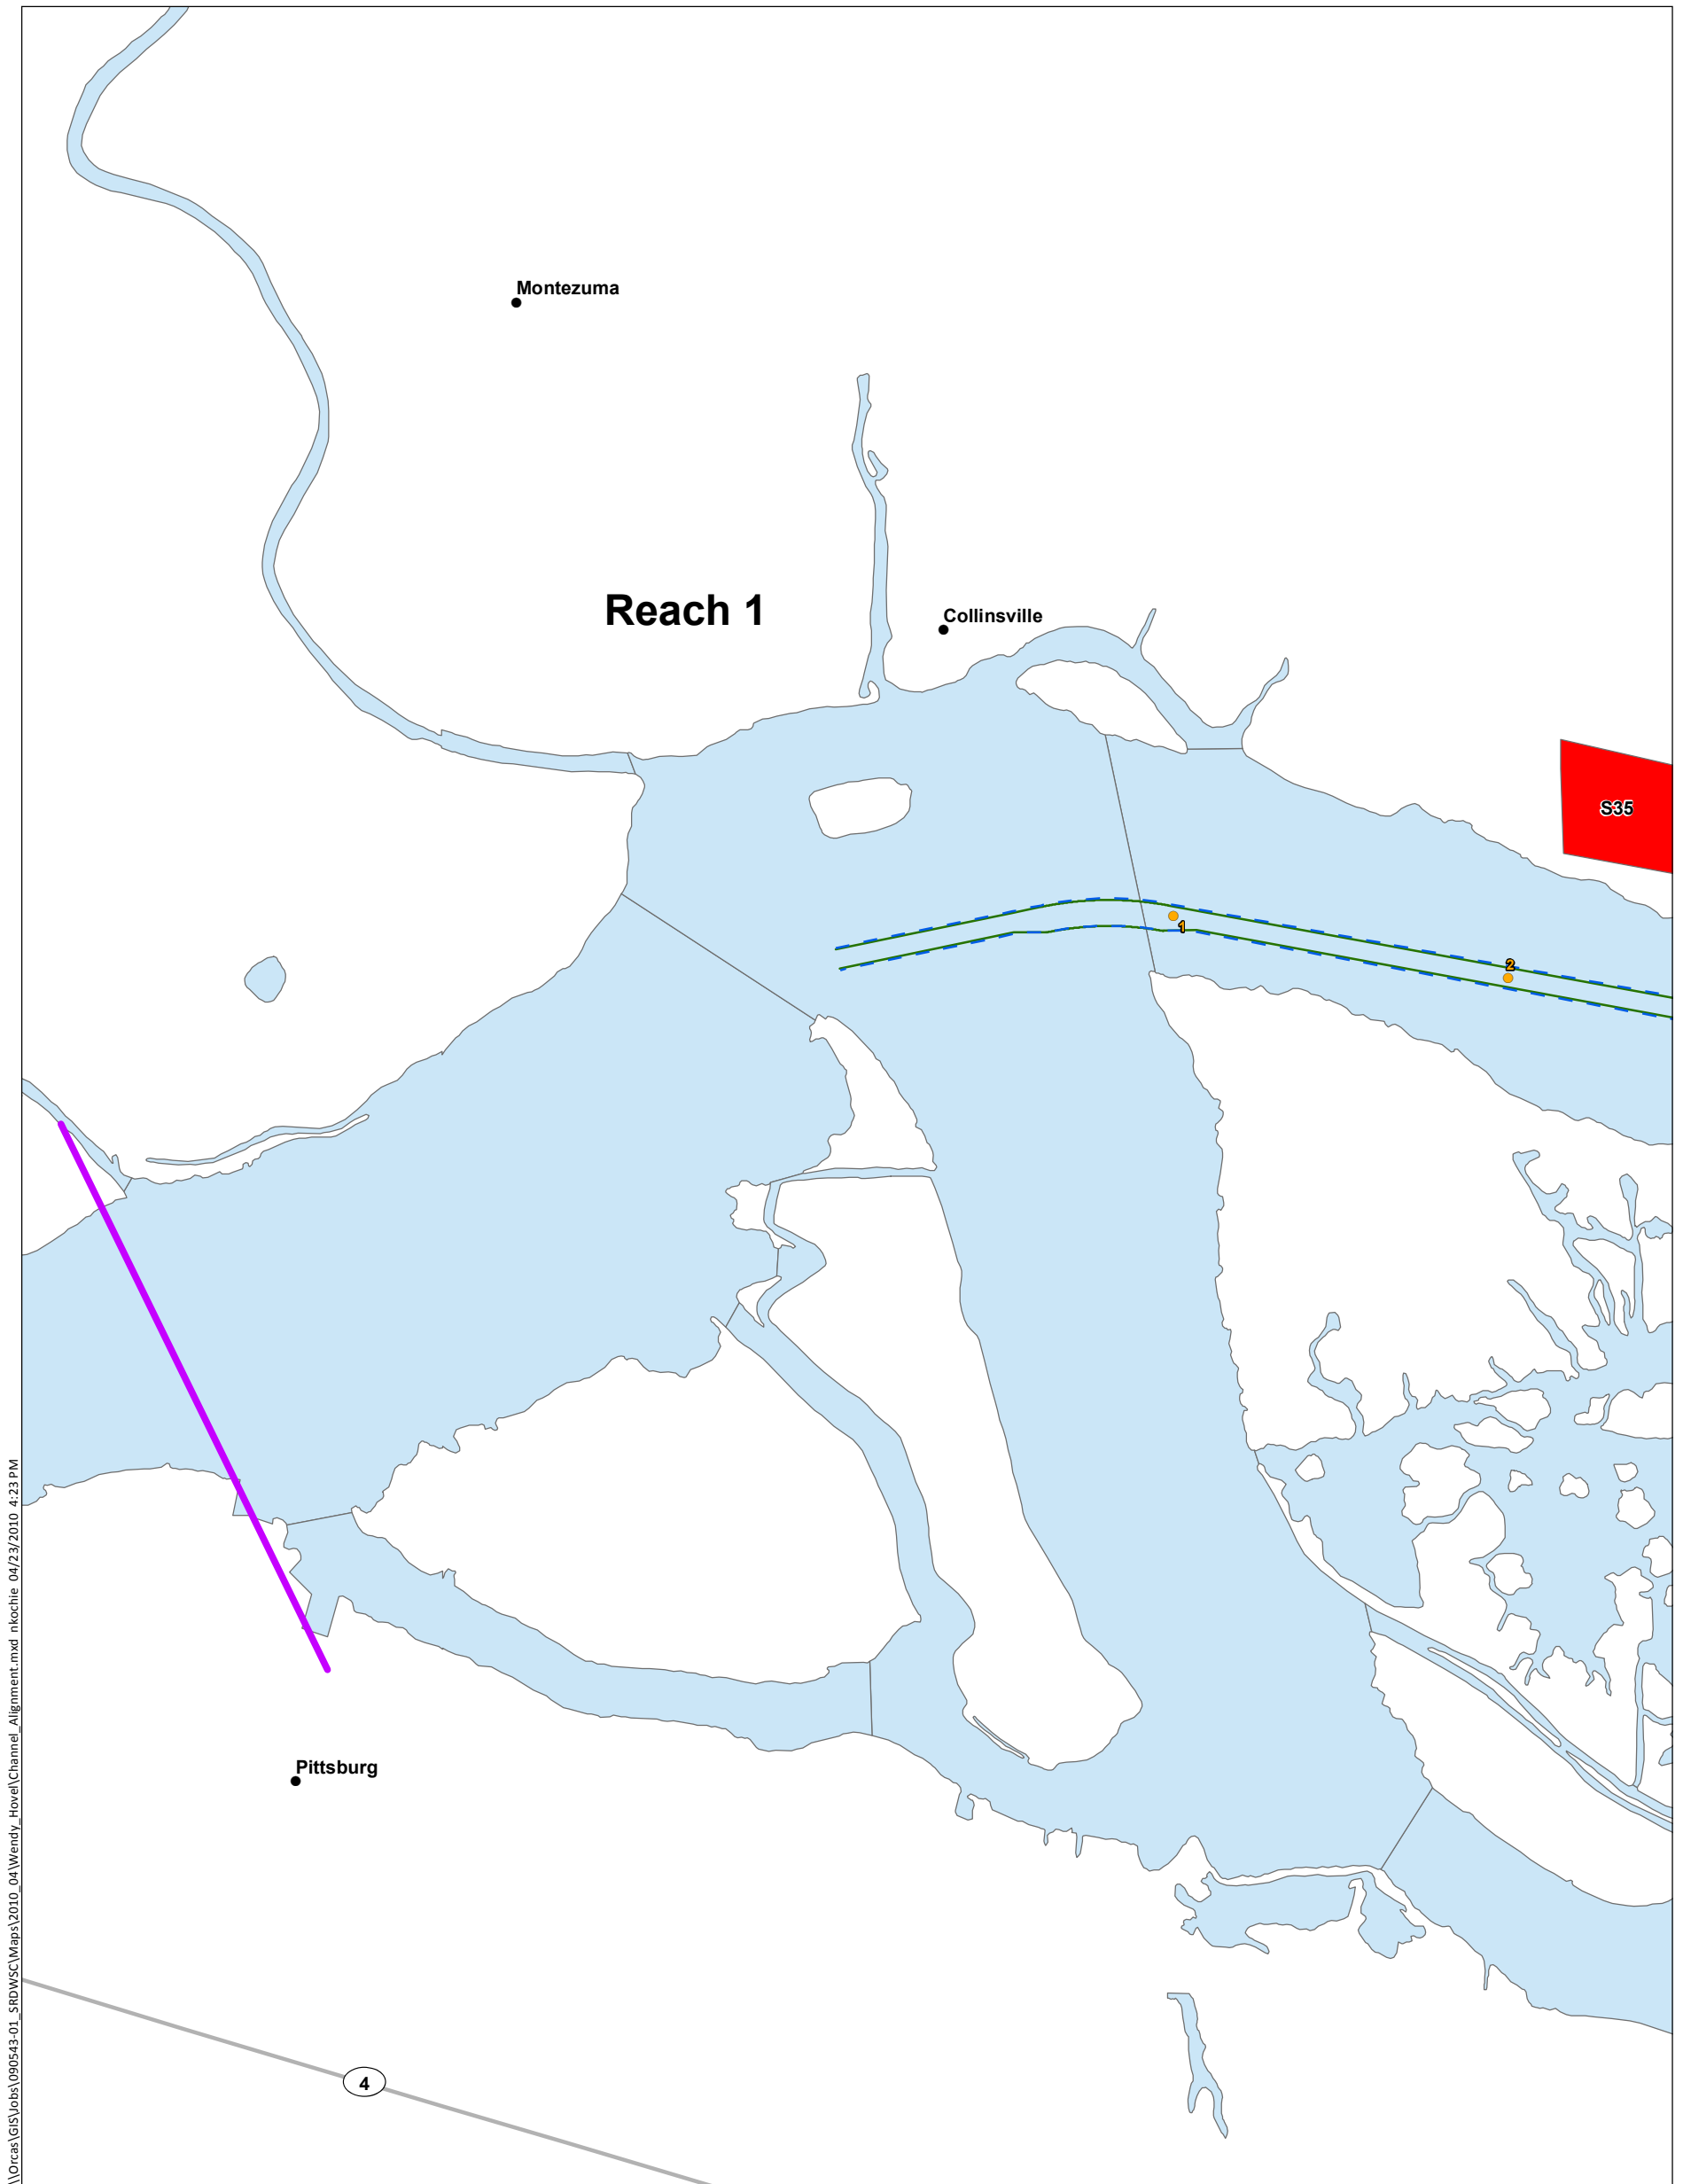 Montezuma
Reach 1
Collinsville
S35
1
2
Pittsburg
4
\\Orcas\GIS\Jobs\090543-01_SRDWSC\Maps\2010_04\Wendy_Hovel\Channel_Alignment.mxd nkochie 04/23/2010 4:23 PM